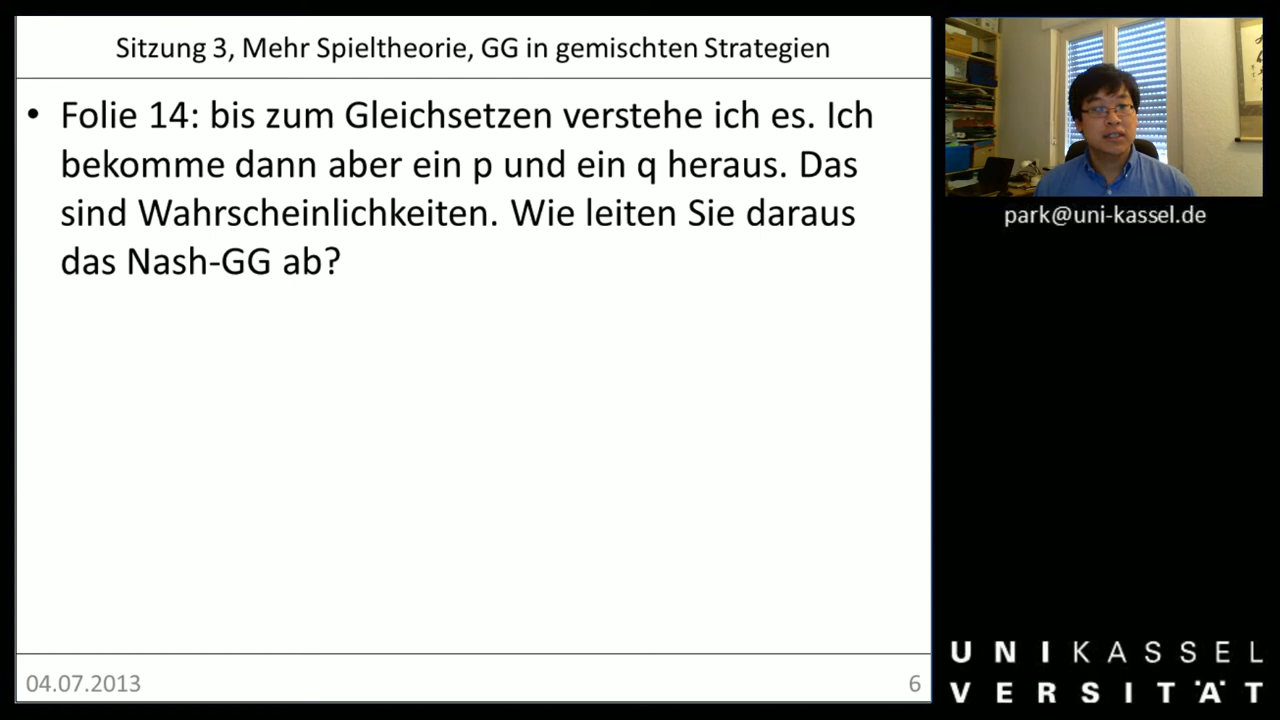 Sitzung 3, Mehr Spieltheorie, GG in gemischten Strategien
• Folie 14: bis zum Gleichsetzen verstehe ich es. Ich
bekomme dann aber ein p und ein q heraus. Das
sind Wahrscheinlichkeiten. Wie leiten Sie daraus
das Nash-GG ab?
04.07.2013
6
park@uni-kassel.de
UNIKASSEL
VERSITÄT